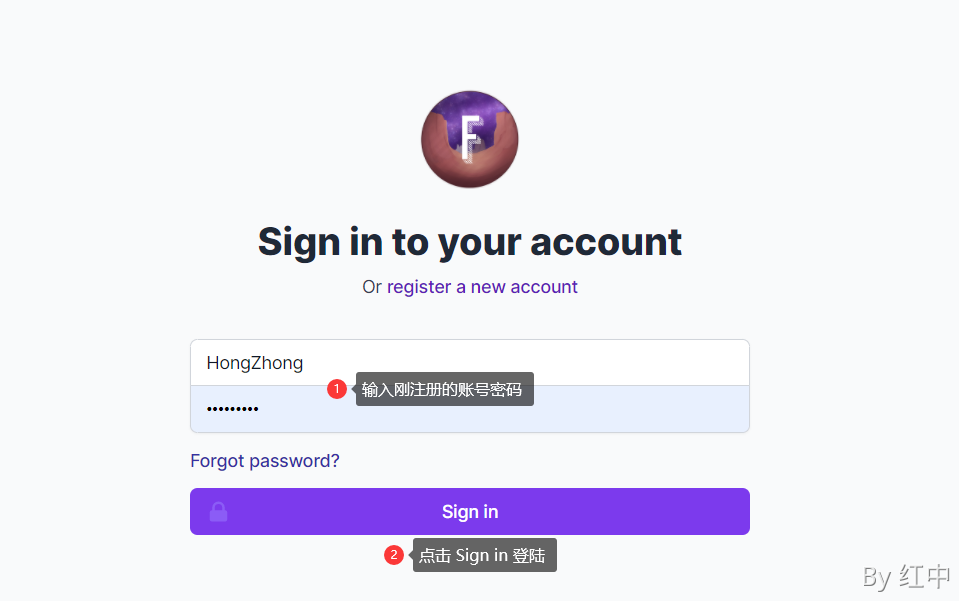 F
Sign in to your account
Or register a new account
HongZhong
•••••••••
1 输入刚注册的账号密码
Forgot password?
Sign in
2 点击 Sign in 登陆
By 红中